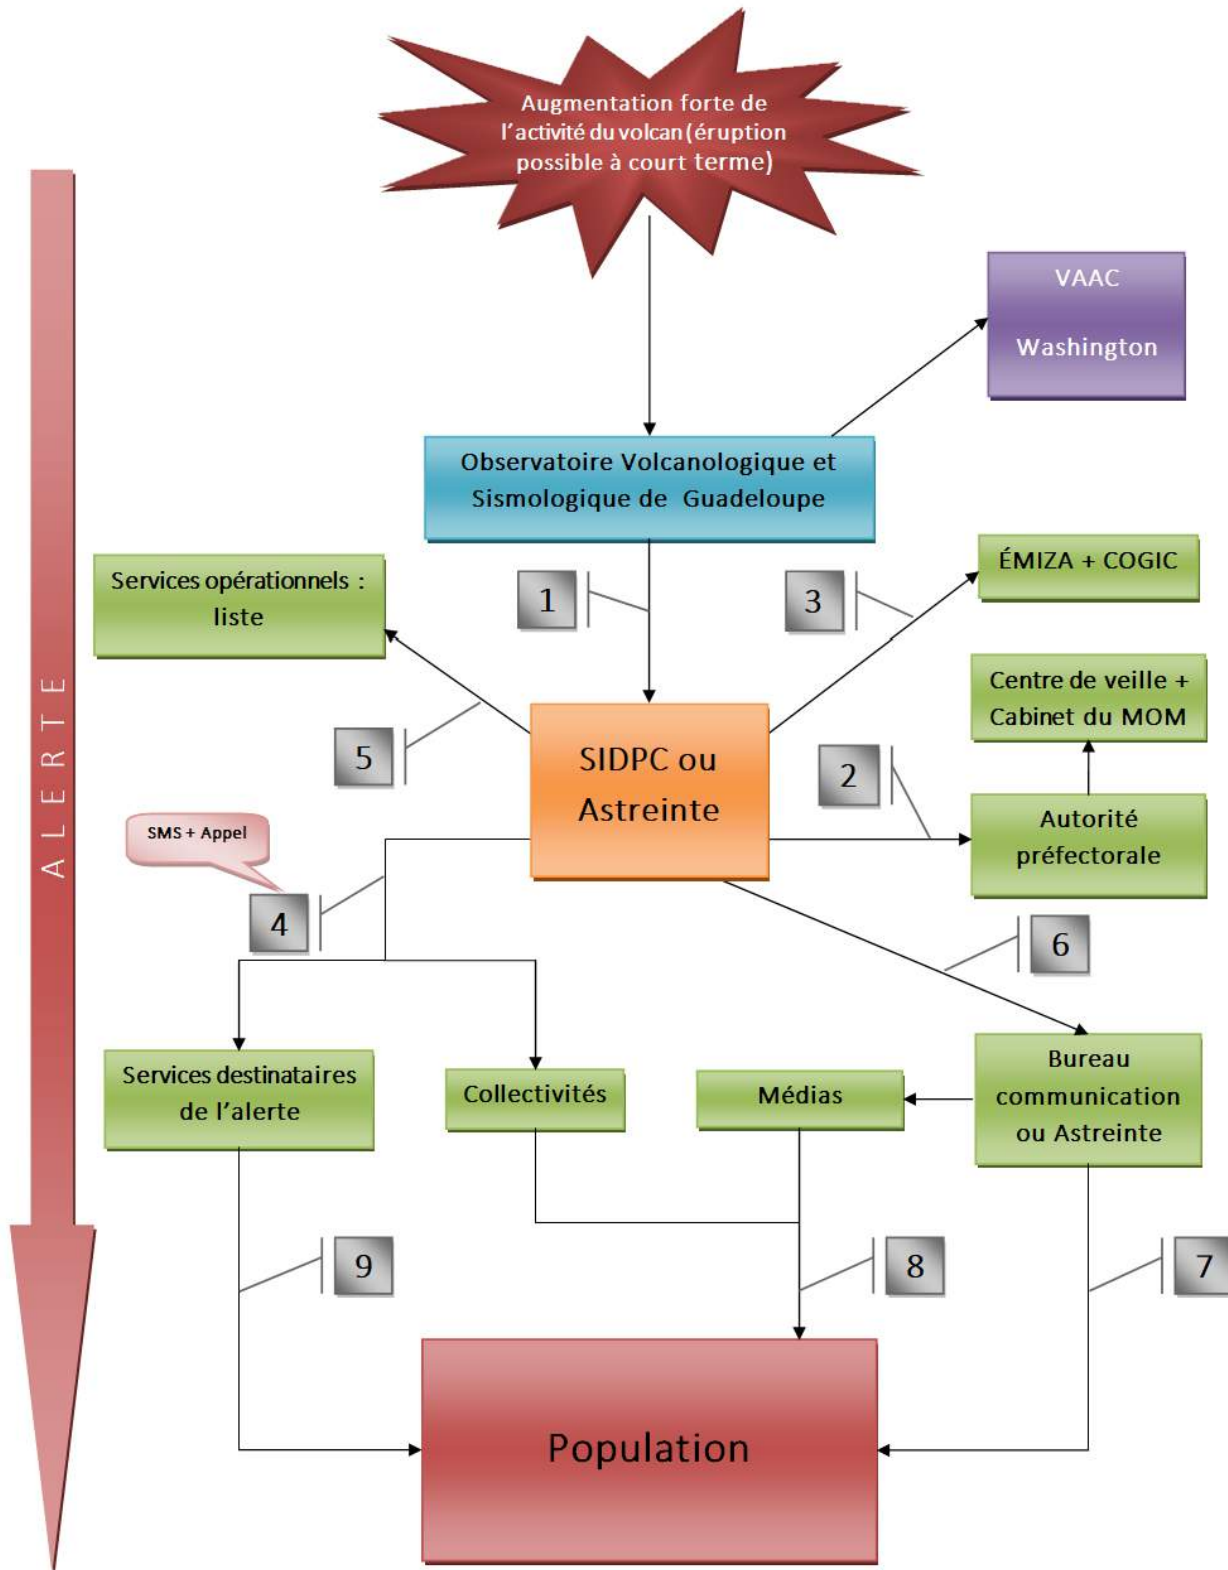 Augmentation forte de
l'activité du volcan (éruption
possible à court terme)
VAAC
Washington
Observatoire Volcanologique et
Sismologique de Guadeloupe
Services opérationnels :
liste
1
3
ÉMIZA + COGIC
Centre de veille +
Cabinet du MOM
5
SIDPC ou
Astreinte
2
Autorité
préfectorale
SMS + Appel
4
6
Services destinataires
de l'alerte
Collectivités
Médias
Bureau
communication
ou Astreinte
9
8
7
Population
ALERTE